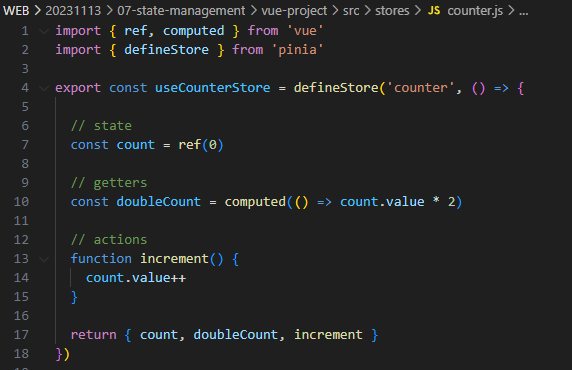 WEB > 20231113 > 07-state-management > vue-project > src > stores > JS counter.js > ...
1 import { ref, computed } from 'vue'
2 import { defineStore } from 'pinia'
3
4 export const useCounterStore = defineStore('counter', () => {
5
6 // state
7 const count = ref(0)
8
9 // getters
10 const doubleCount = computed(() => count.value * 2)
11
12 // actions
13 function increment() {
14 count.value++
15 }
16
17 return { count, doubleCount, increment }
18 })